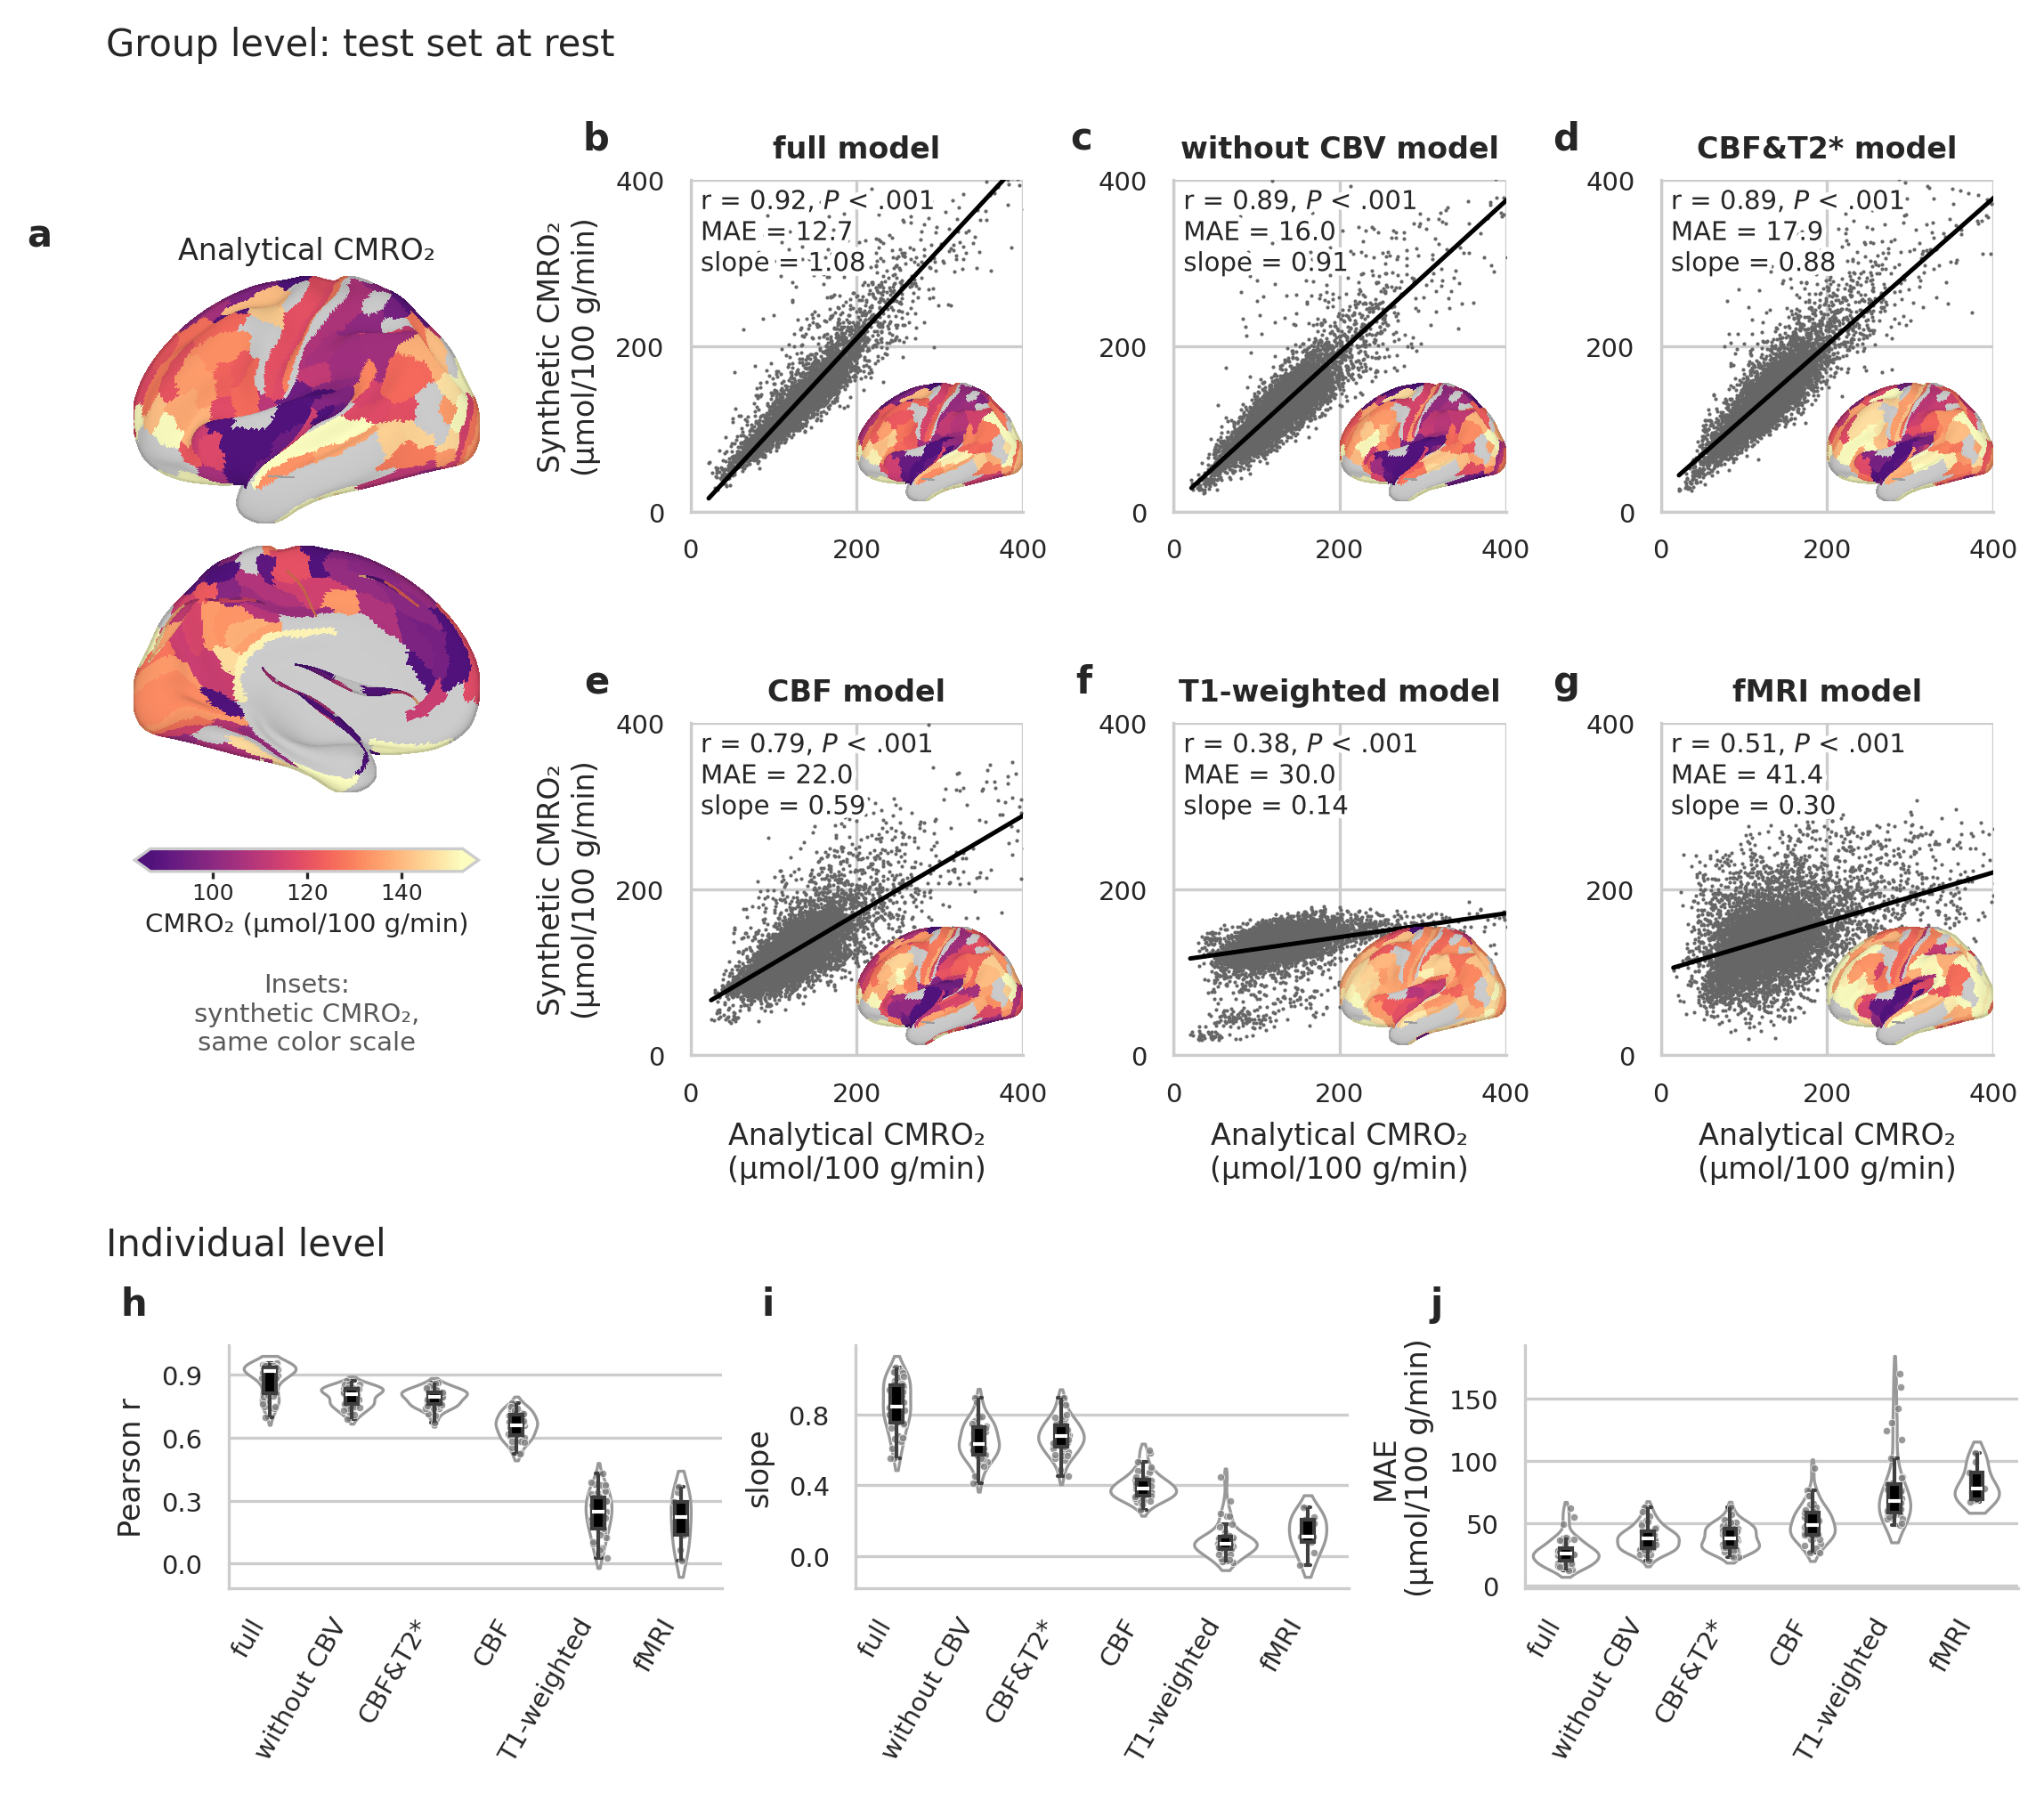 Group level: test set at rest
a
Analytical CMRO₂
100
120
140
CMRO₂ (μmol/100 g/min)
Insets:
synthetic CMRO₂,
same color scale
b
full model
r = 0.92, P < .001
MAE = 12.7
slope = 1.08
Synthetic CMRO₂
(μmol/100 g/min)
400
200
0
0
200
400
c
without CBV model
r = 0.89, P < .001
MAE = 16.0
slope = 0.91
400
200
0
0
200
400
d
CBF&T2* model
r = 0.89, P < .001
MAE = 17.9
slope = 0.88
400
200
0
0
200
400
e
CBF model
r = 0.79, P < .001
MAE = 22.0
slope = 0.59
Synthetic CMRO₂
(μmol/100 g/min)
400
200
0
0
200
400
Analytical CMRO₂
(μmol/100 g/min)
f
T1-weighted model
r = 0.38, P < .001
MAE = 30.0
slope = 0.14
400
200
0
0
200
400
Analytical CMRO₂
(μmol/100 g/min)
g
fMRI model
r = 0.51, P < .001
MAE = 41.4
slope = 0.30
400
200
0
0
200
400
Analytical CMRO₂
(μmol/100 g/min)
Individual level
h
Pearson r
0.9
0.6
0.3
0.0
full
without CBV
CBF&T2*
CBF
T1-weighted
fMRI
i
slope
0.8
0.4
0.0
full
without CBV
CBF&T2*
CBF
T1-weighted
fMRI
j
MAE
(μmol/100 g/min)
150
100
50
0
full
without CBV
CBF&T2*
CBF
T1-weighted
fMRI